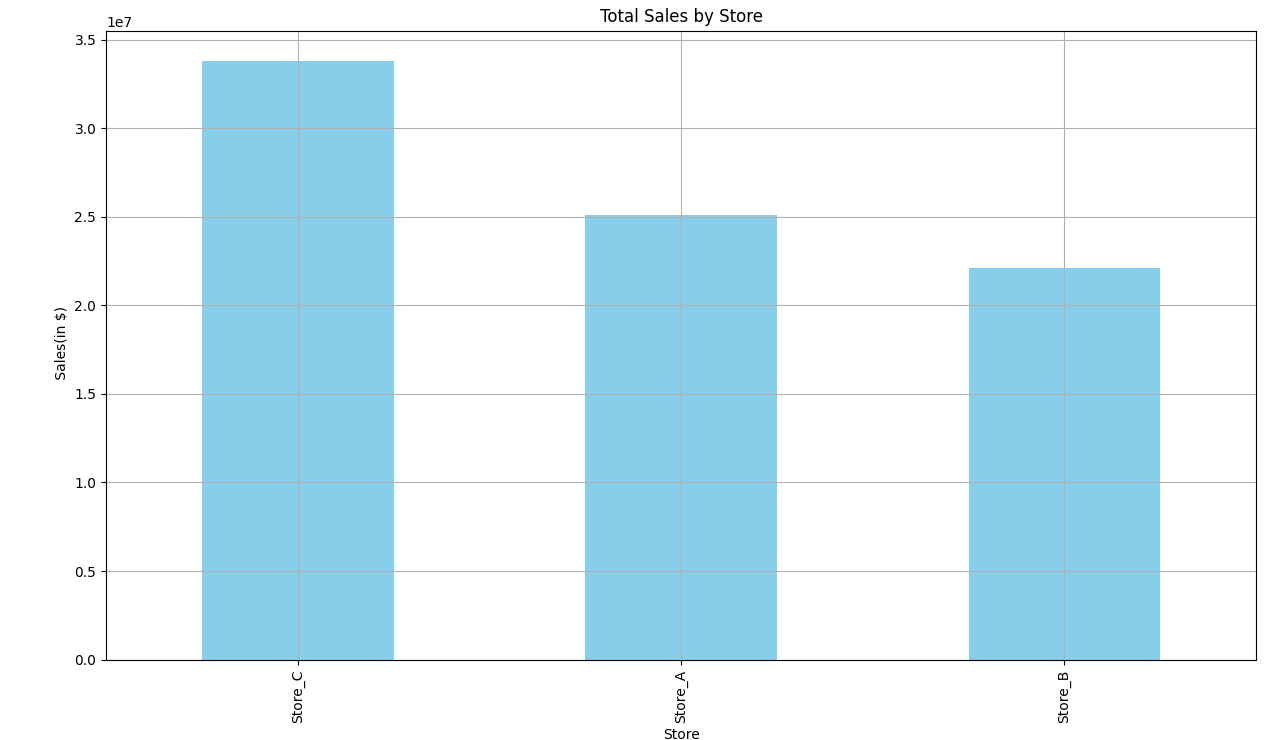 Total Sales by Store
1e7
3.5
3.0
2.5
2.0
1.5
1.0
0.5
0.0
Sales(in $)
Store_C
Store_A
Store_B
Store